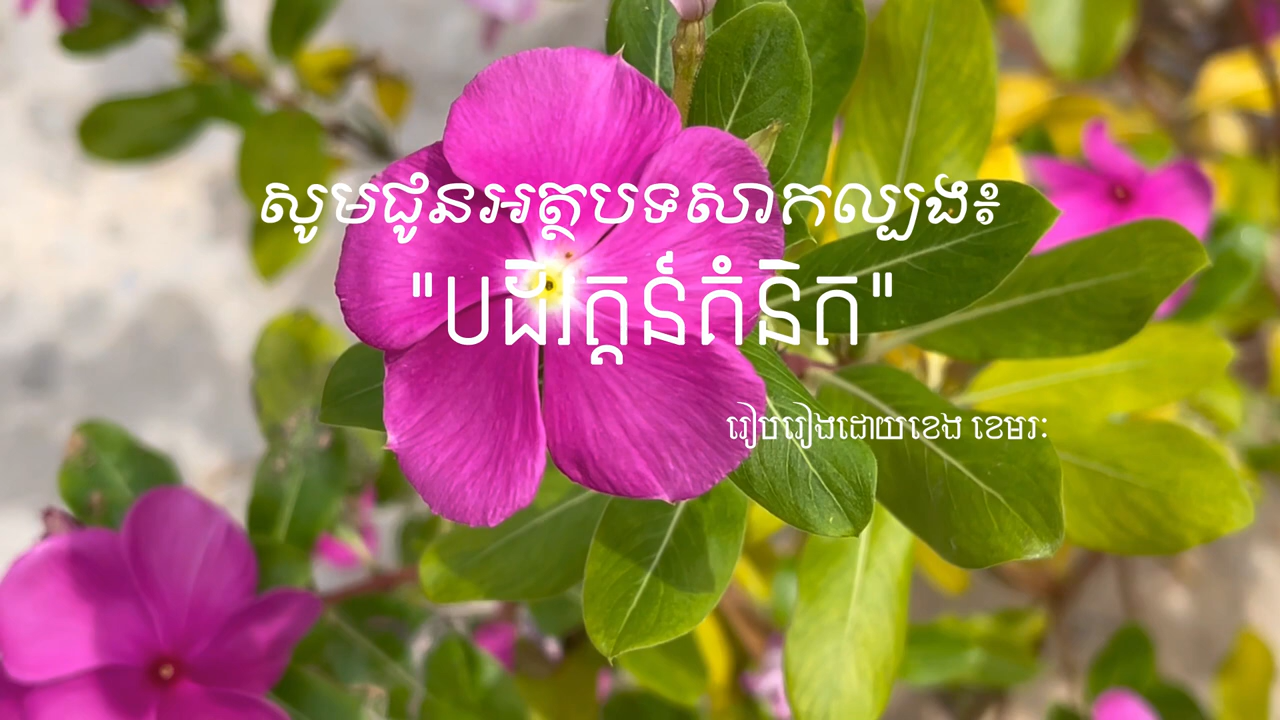 សូមជូនអត្ថបទសាកល្បង៖
"បដិវត្តន៍គំនិត"
រៀបរៀងដោយខេង ខេមរៈ